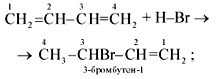 1 2 3 4
CH₂=CH–CH=CH₂ + H–Br →
4 3 2 1
→ CH₃–CHBr–CH=CH₂ ;
3-бромбутен-1